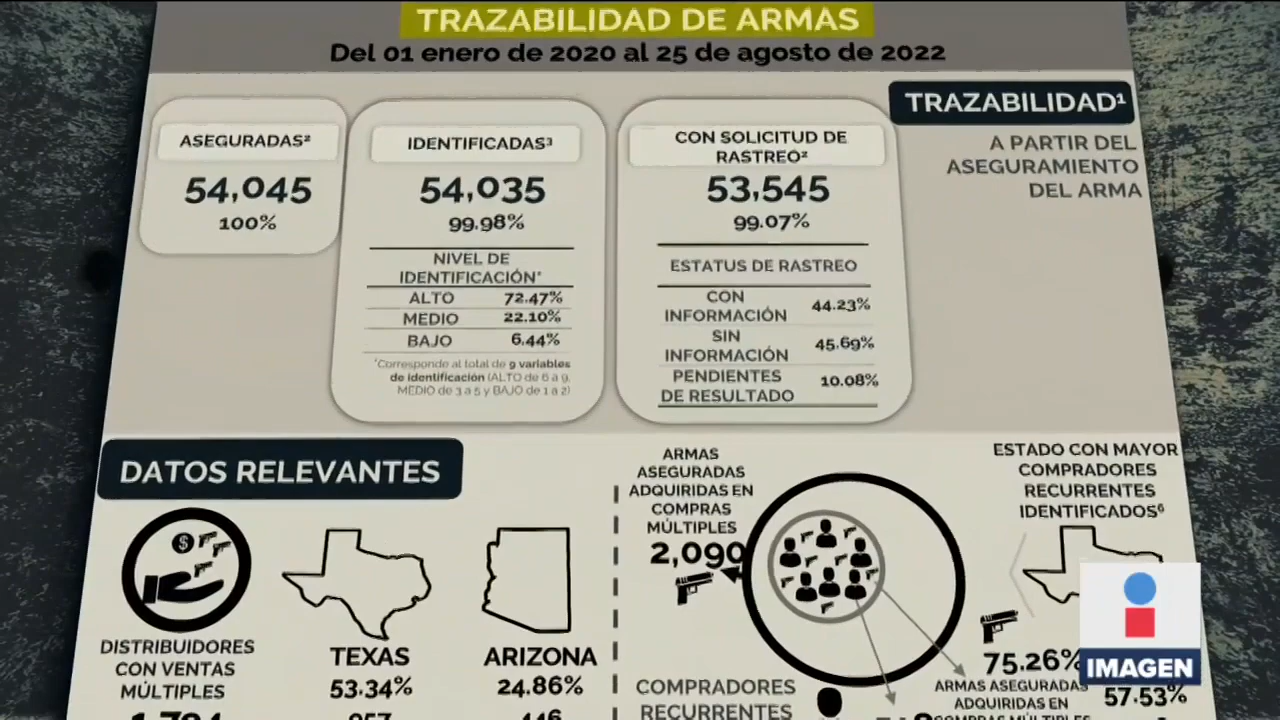 TRAZABILIDAD DE ARMAS
Del 01 enero de 2020 al 25 de agosto de 2022
TRAZABILIDAD¹
A PARTIR DEL
ASEGURAMIENTO
DEL ARMA
ASEGURADAS²
54,045
100%
IDENTIFICADAS³
54,035
99.98%
NIVEL DE
IDENTIFICACIÓN*
ALTO 72.47%
MEDIO 22.10%
BAJO 6.44%
*Corresponde al total de 9 variables
de identificación (ALTO de 6 a 9,
MEDIO de 3 a 5 y BAJO de 1 a 2)
CON SOLICITUD DE
RASTREO²
53,545
99.07%
ESTATUS DE RASTREO
CON
INFORMACIÓN 44.23%
SIN
INFORMACIÓN 45.69%
PENDIENTES
DE RESULTADO 10.08%
DATOS RELEVANTES
$
DISTRIBUIDORES
CON VENTAS
MÚLTIPLES
TEXAS
53.34%
ARIZONA
24.86%
ARMAS
ASEGURADAS
ADQUIRIDAS EN
COMPRAS
MÚLTIPLES
2,090
COMPRADORES
RECURRENTES
ESTADO CON MAYOR
COMPRADORES
RECURRENTES
IDENTIFICADOS⁶
75.26%
ARMAS ASEGURADAS
ADQUIRIDAS EN
57.53%
IMAGEN